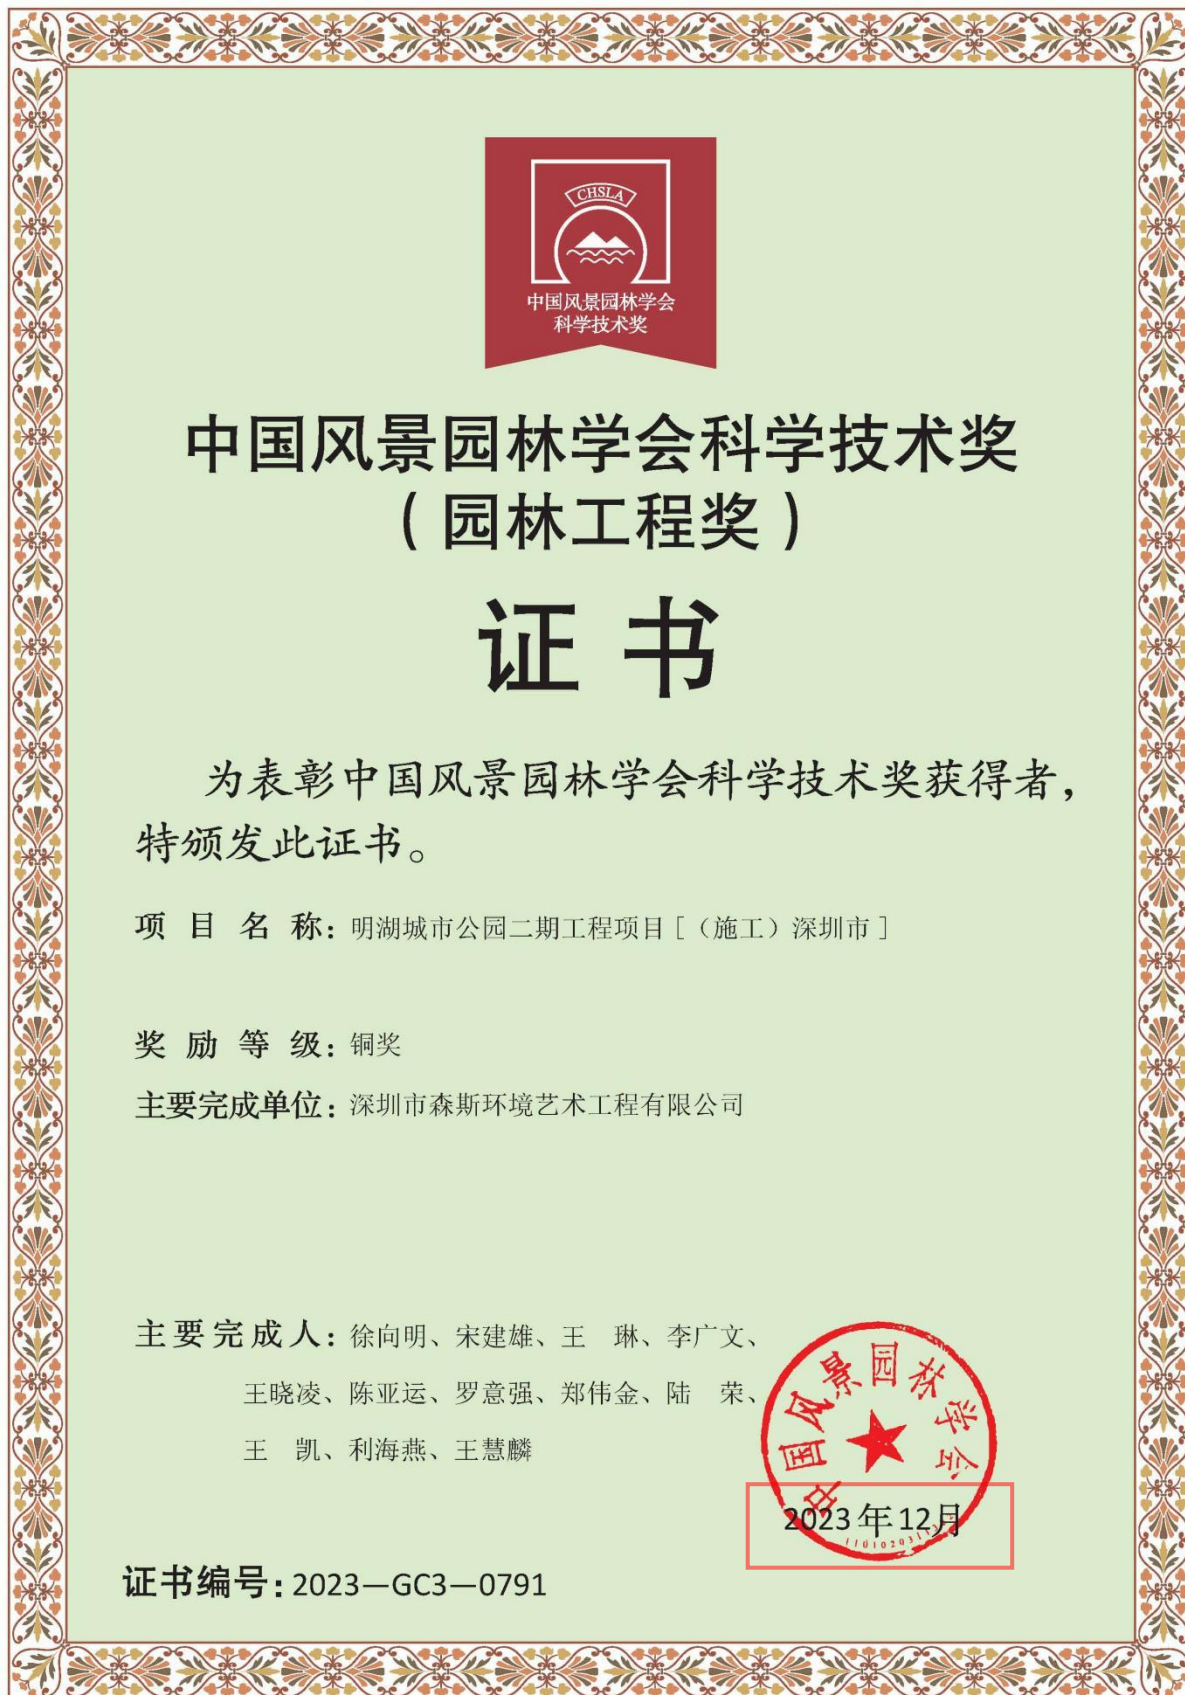 CHSLA
中国风景园林学会
科学技术奖
中国风景园林学会科学技术奖
（园林工程奖）
证书
为表彰中国风景园林学会科学技术奖获得者，
特颁发此证书。
项目名称：明湖城市公园二期工程项目［（施工）深圳市］
奖励等级：铜奖
主要完成单位：深圳市森斯环境艺术工程有限公司
主要完成人：徐向明、宋建雄、王　琳、李广文、
王晓凌、陈亚运、罗意强、郑伟金、陆　荣、
王　凯、利海燕、王慧麟
中国风景园林学会
2023年12月
证书编号：2023—GC3—0791